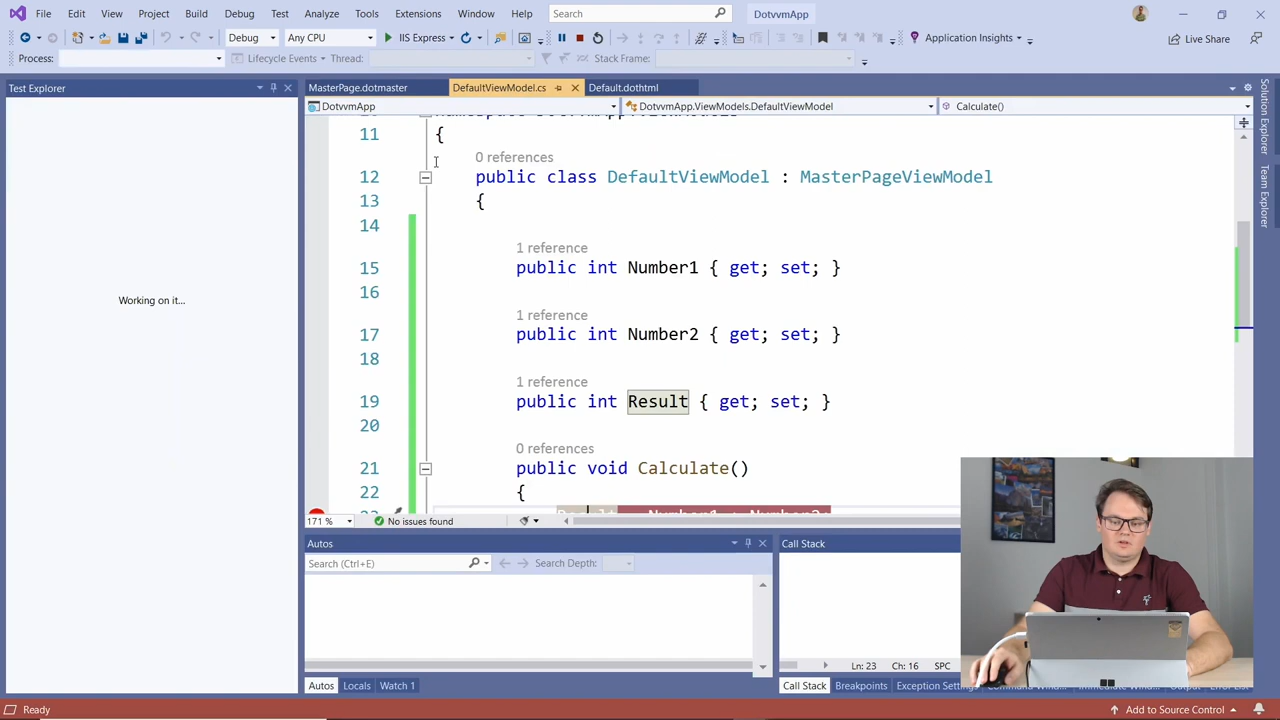 File Edit View Project Build Debug Test Analyze Tools Extensions Window Help Search DotvvmApp
Debug Any CPU IIS Express Application Insights Live Share
Process: Lifecycle Events Thread: Stack Frame:
Test Explorer
Working on it...
MasterPage.dotmaster DefaultViewModel.cs Default.dothtml
DotvvmApp DotvvmApp.ViewModels.DefaultViewModel Calculate()
11 {
0 references
12 public class DefaultViewModel : MasterPageViewModel
13 {
14
1 reference
15 public int Number1 { get; set; }
16
1 reference
17 public int Number2 { get; set; }
18
1 reference
19 public int Result { get; set; }
20
0 references
21 public void Calculate()
22 {
171 % No issues found
Autos
Search (Ctrl+E) Search Depth:
Autos Locals Watch 1
Call Stack
Ln: 23 Ch: 16 SPC
Call Stack Breakpoints Exception
Solution Explorer
Team Explorer
Ready Add to Source Control